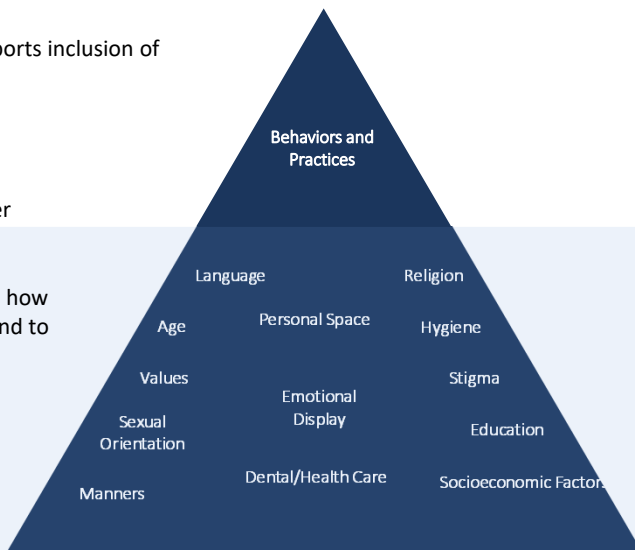 ports inclusion of
Behaviors and
Practices
er
how
nd to
Language
Religion
Age
Personal Space
Hygiene
Values
Stigma
Emotional
Display
Sexual
Orientation
Education
Dental/Health Care
Socioeconomic Factors
Manners